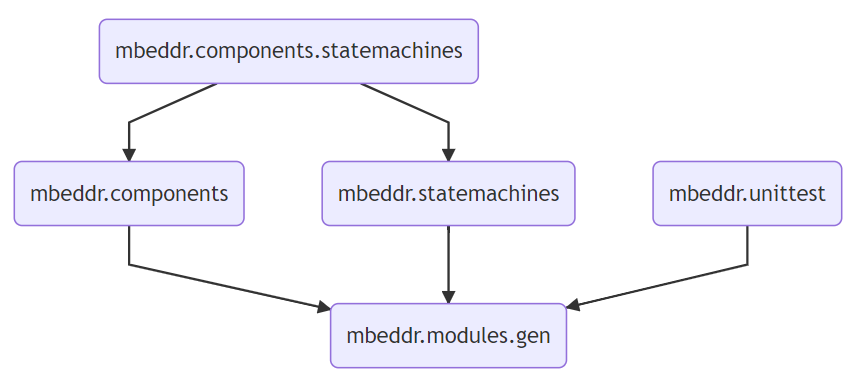 mbeddr.components.statemachines
mbeddr.components
mbeddr.statemachines
mbeddr.unittest
mbeddr.modules.gen